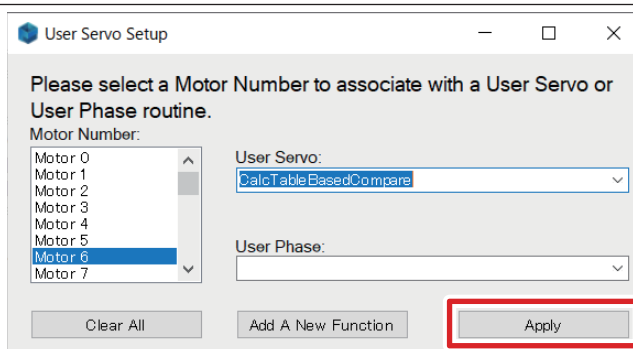 User Servo Setup
Please select a Motor Number to associate with a User Servo or
User Phase routine.
Motor Number:
Motor 0
Motor 1
Motor 2
Motor 3
Motor 4
Motor 5
Motor 6
Motor 7
User Servo:
CalcTableBasedCompare
User Phase:
Clear All
Add A New Function
Apply